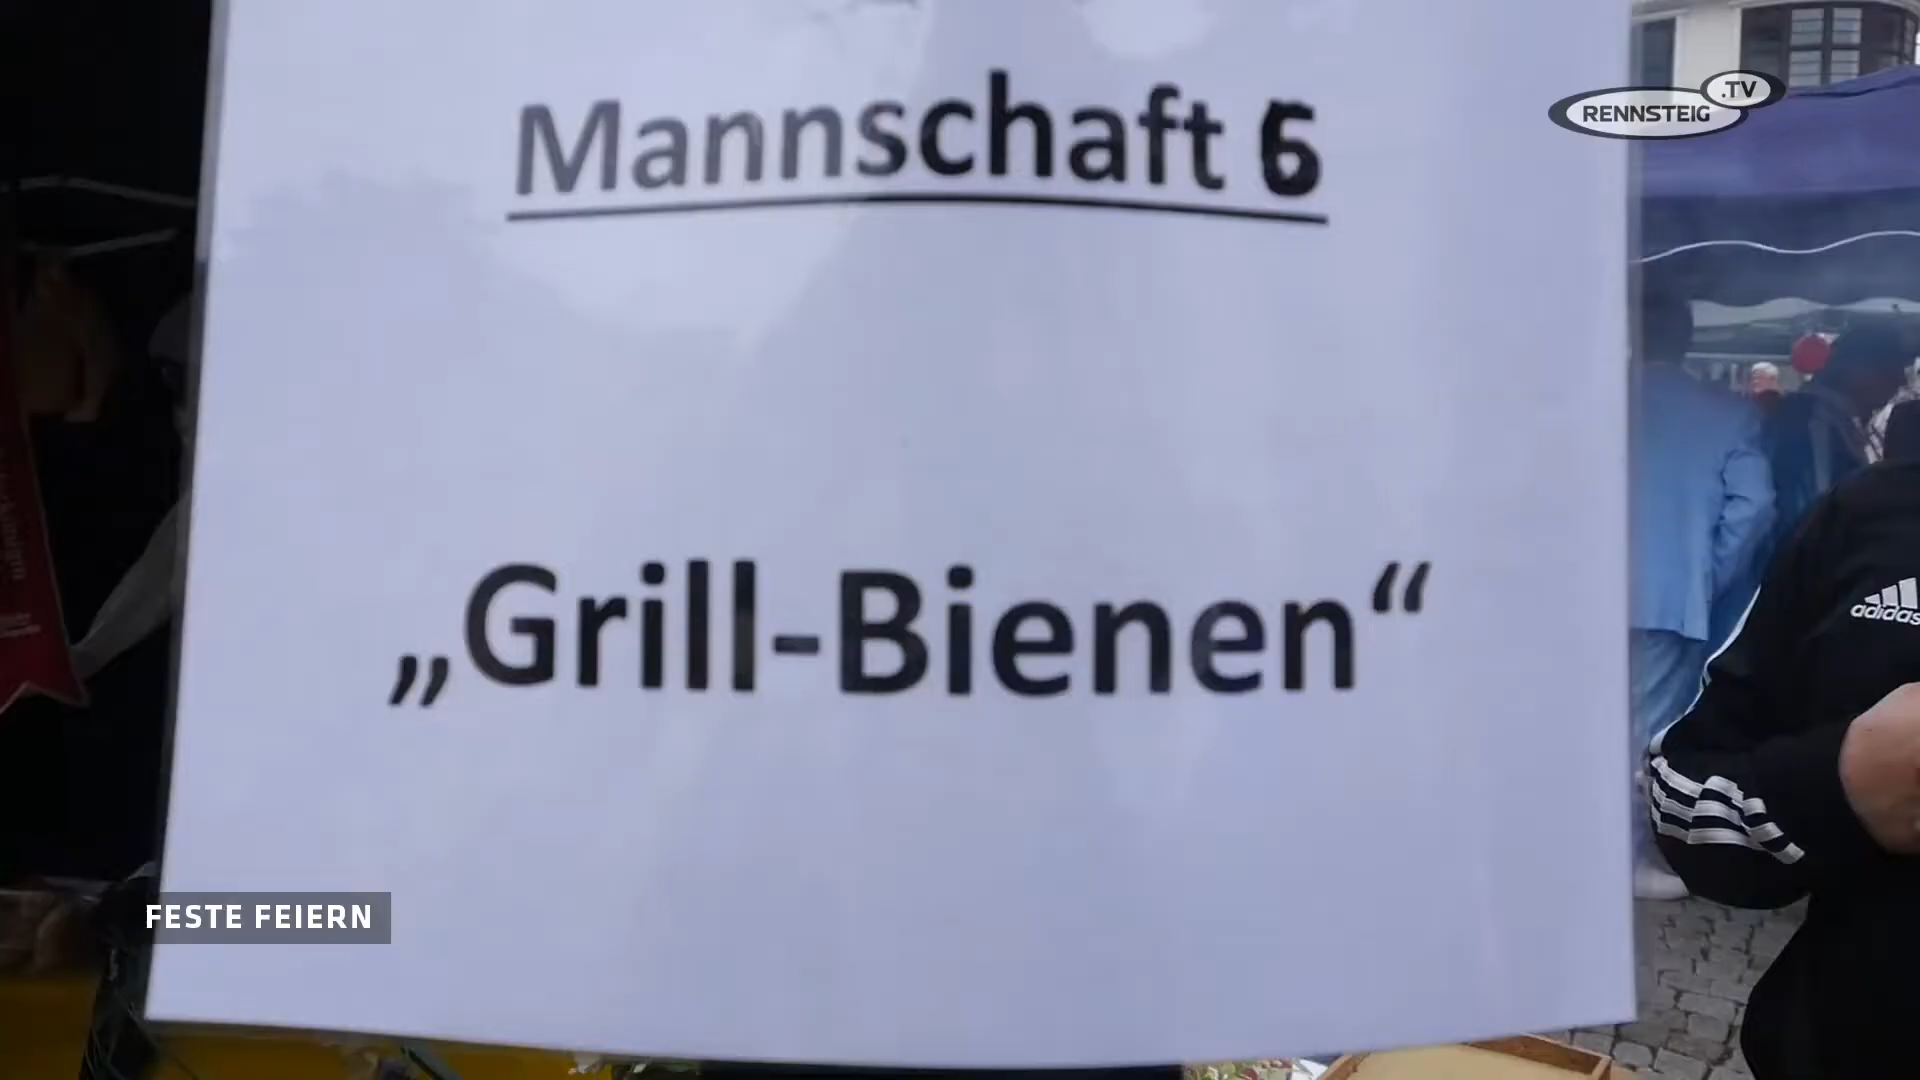 Mannschaft 6
„Grill-Bienen“
RENNSTEIG .TV
adidas
FESTE FEIERN